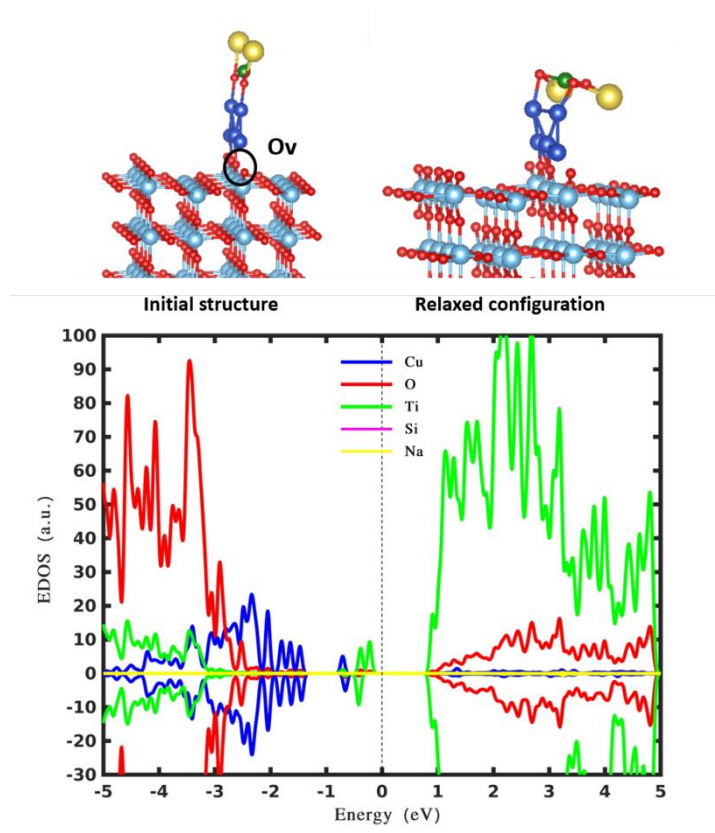 Ov
Initial structure
Relaxed configuration
100
90
80
70
60
50
40
30
20
10
0
-10
-20
-30
EDOS (a.u.)
Cu
O
Ti
Si
Na
-5 -4 -3 -2 -1 0 1 2 3 4 5
Energy (eV)